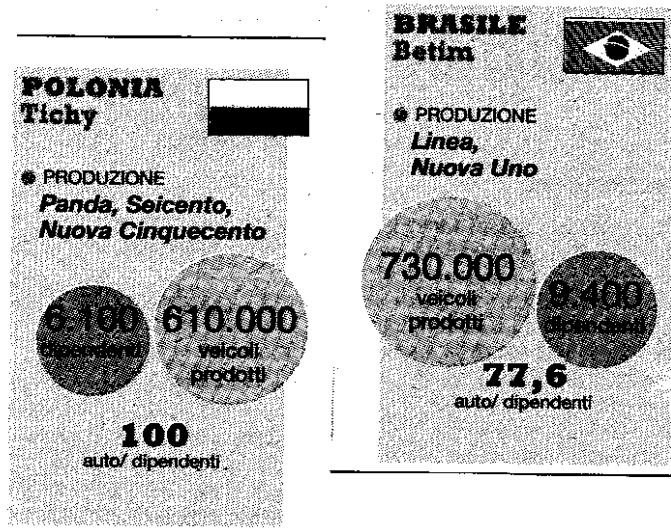 POLONIA
Tichy
PRODUZIONE
Panda, Seicento,
Nuova Cinquecento
6.100
dipendenti
610.000
veicoli
prodotti
100
auto/ dipendenti
BRASILE
Betim
PRODUZIONE
Linea,
Nuova Uno
730.000
veicoli
prodotti
9.400
dipendenti
77,6
auto/ dipendenti